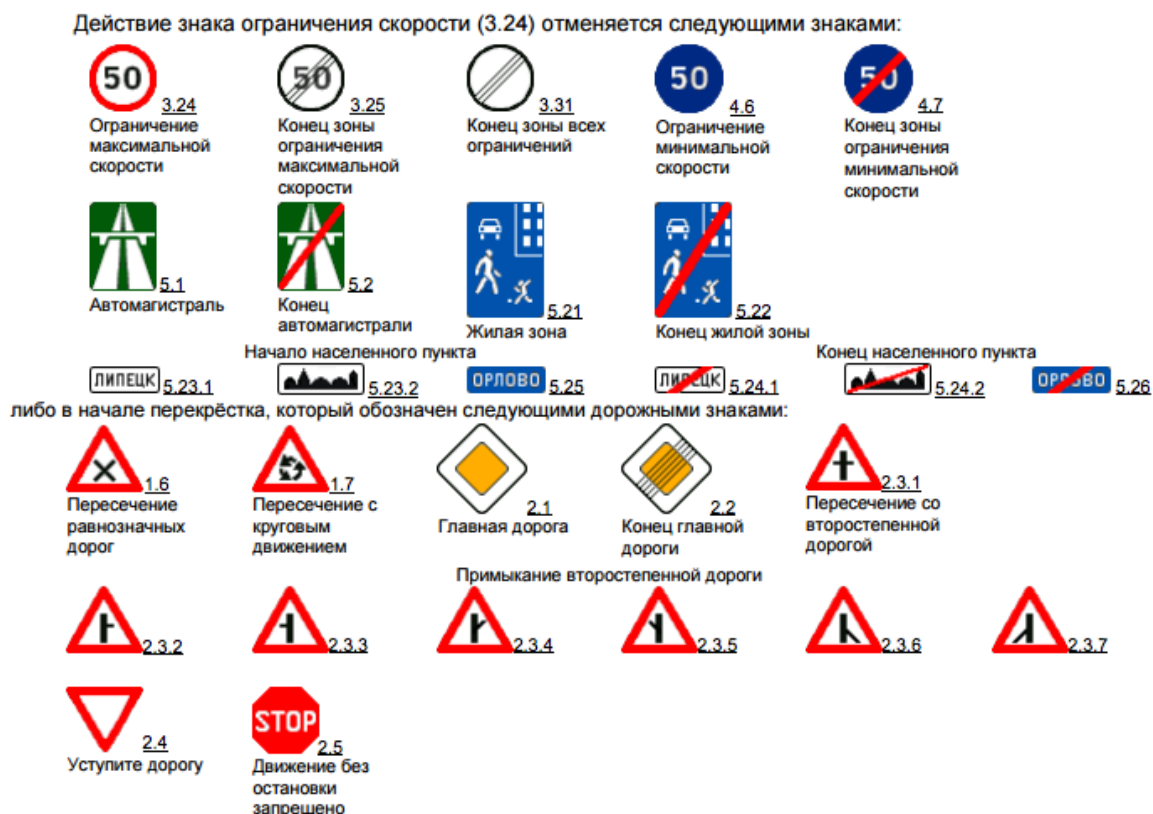 Действие знака ограничения скорости (3.24) отменяется следующими знаками:
50 3.24
50 3.25
3.31
50 4.6
50 4.7
Ограничение
максимальной
скорости
Конец зоны
ограничения
максимальной
скорости
Конец зоны всех
ограничений
Ограничение
минимальной
скорости
Конец зоны
ограничения
минимальной
скорости
5.1
5.2
5.21
5.22
Автомагистраль
Конец
автомагистрали
Жилая зона
Конец жилой зоны
Начало населенного пункта
Конец населенного пункта
ЛИПЕЦК 5.23.1
5.23.2
ОРЛОВО 5.25
ЛИПЕЦК 5.24.1
5.24.2
ОРЛОВО 5.26
либо в начале перекрёстка, который обозначен следующими дорожными знаками:
1.6
1.7
2.1
2.2
2.3.1
Пересечение
равнозначных
дорог
Пересечение с
круговым
движением
Главная дорога
Конец главной
дороги
Пересечение со
второстепенной
дорогой
Примыкание второстепенной дороги
2.3.2
2.3.3
2.3.4
2.3.5
2.3.6
2.3.7
2.4
STOP 2.5
Уступите дорогу
Движение без
остановки
запрещено